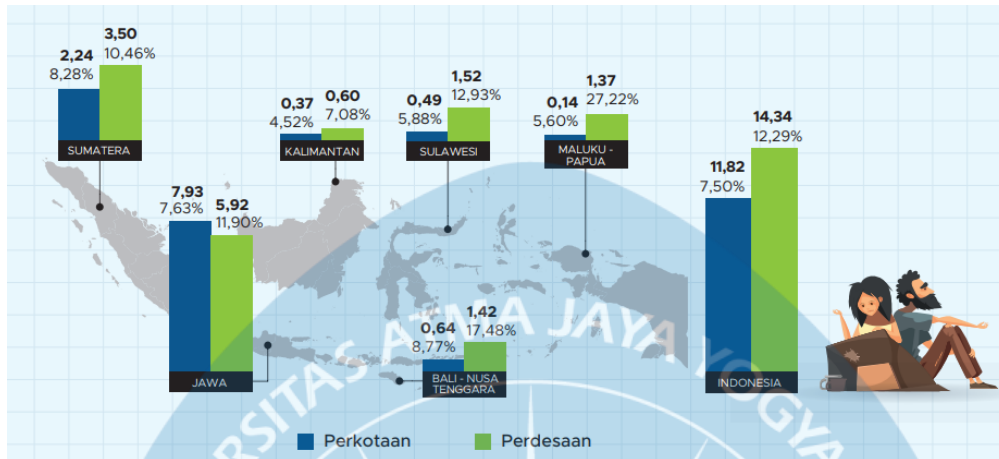 3,50
10,46%
2,24
8,28%
SUMATERA
0,37
4,52%
0,60
7,08%
KALIMANTAN
0,49
5,88%
1,52
12,93%
SULAWESI
0,14
5,60%
1,37
27,22%
MALUKU -
PAPUA
14,34
12,29%
11,82
7,50%
INDONESIA
7,93
7,63%
5,92
11,90%
JAWA
0,64
8,77%
1,42
17,48%
BALI - NUSA
TENGGARA
RSITAS ATMA JAYA YOGYA
Perkotaan
Perdesaan